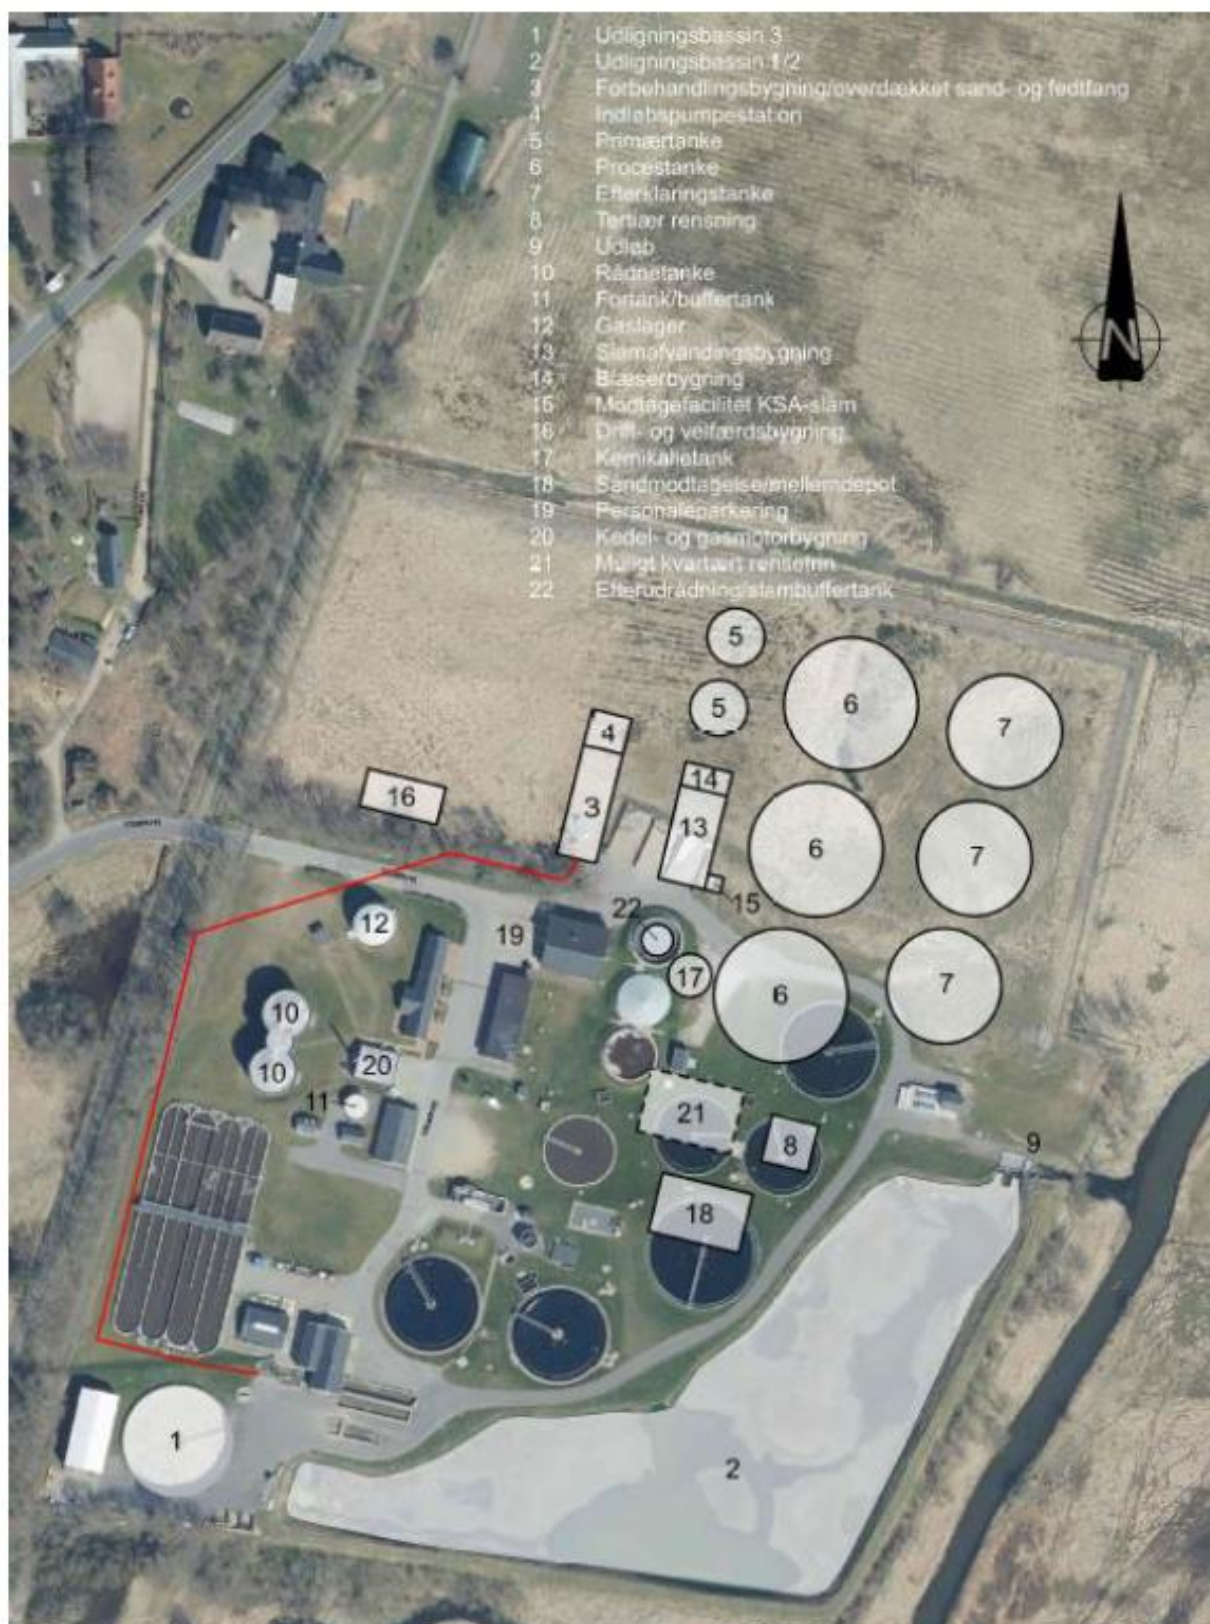 1 Udligningsbassin 3
2 Udligningsbassin 1/2
3 Forbehandlingsbygning/overdækket sand- og fedtfang
4 Indløbspumpestation
5 Primærtanke
6 Procestanke
7 Efterklaringstanke
8 Tertiær rensning
9 Udløb
10 Rådnetanke
11 Fortank/buffertank
12 Gaslager
13 Slamafvandingsbygning
14 Blæserbygning
15 Modtagefacilitet KSA-slam
16 Drift- og velfærdsbygning
17 Kemikalietank
18 Sandmodtagelse/mellemdepot
19 Personaleparkering
20 Kedel- og gasmotorbygning
21 Muligt kvartært rensetrin
22 Efterudrådning/slambuffertank
N
5
5
6
7
4
14
16
3
13
6
7
15
22
12
19
17
6
7
10
20
10
11
21
8
9
18
1
2